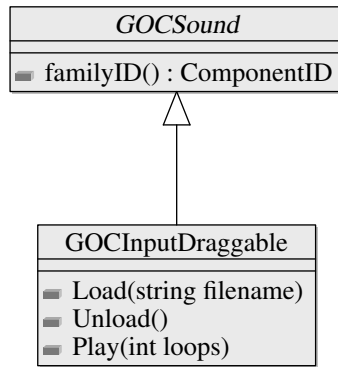 GOCSound
familyID() : ComponentID
GOCInputDraggable
Load(string filename)
Unload()
Play(int loops)